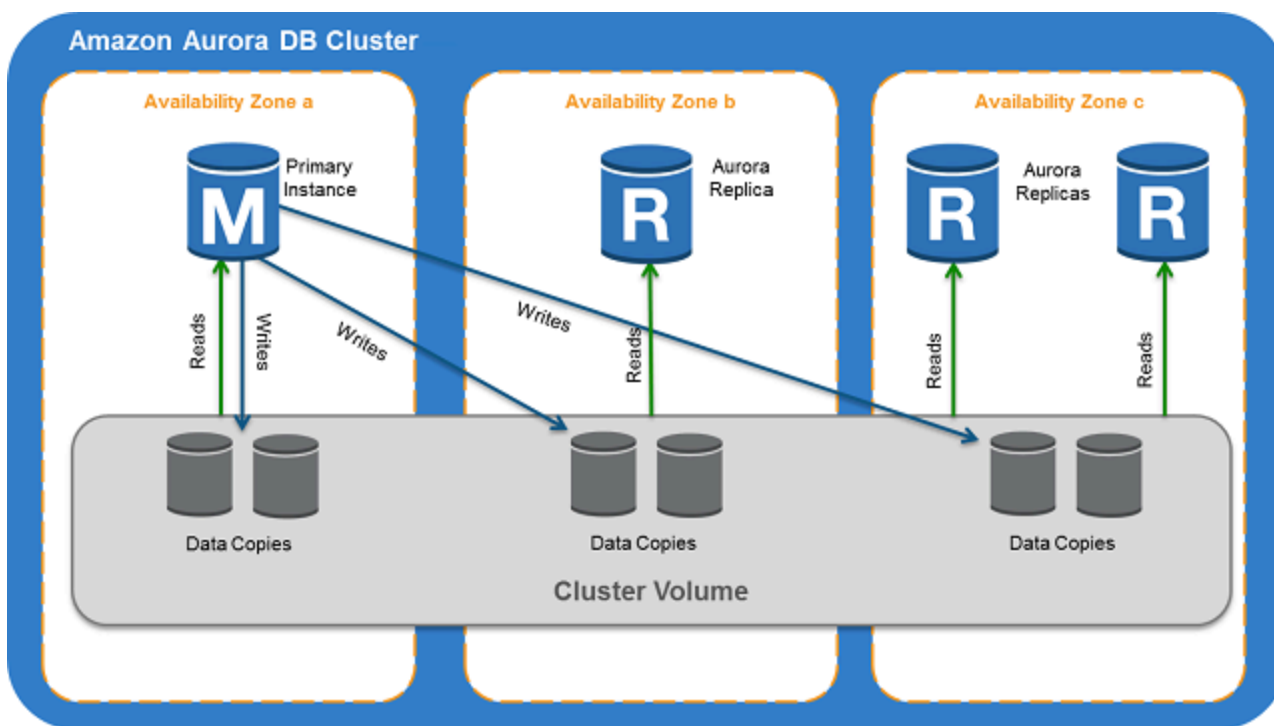 Amazon Aurora DB Cluster
Availability Zone a
Availability Zone b
Availability Zone c
M
Primary
Instance
R
Aurora
Replica
R
Aurora
Replicas
R
Reads
Writes
Writes
Writes
Reads
Reads
Reads
Data Copies
Data Copies
Data Copies
Cluster Volume